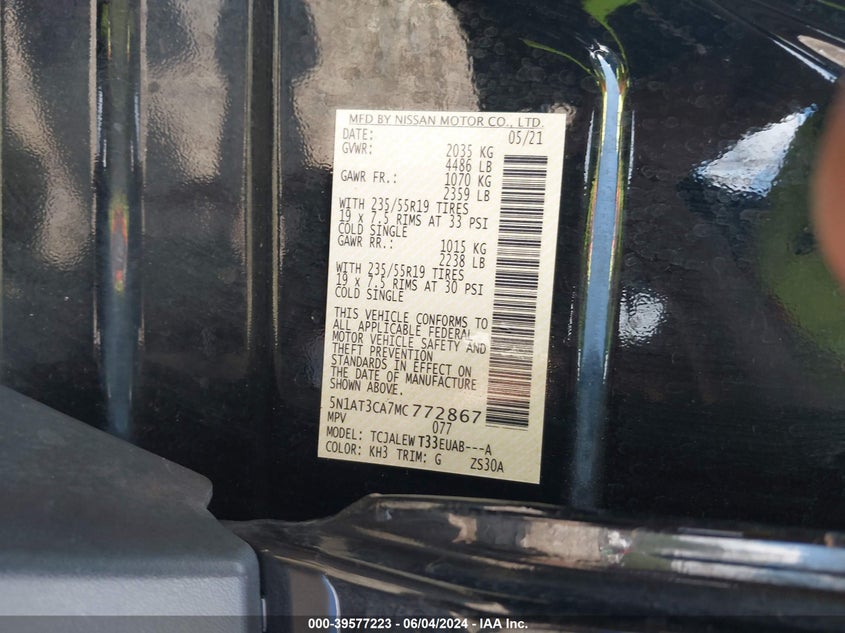 MFD BY NISSAN MOTOR CO., LTD.
DATE: 05/21
GVWR: 2035 KG
4486 LB
GAWR FR.: 1070 KG
2359 LB
WITH 235/55R19 TIRES
19 x 7.5 RIMS AT 33 PSI
COLD SINGLE
GAWR RR.: 1015 KG
2238 LB
WITH 235/55R19 TIRES
19 x 7.5 RIMS AT 30 PSI
COLD SINGLE
THIS VEHICLE CONFORMS TO
ALL APPLICABLE FEDERAL
MOTOR VEHICLE SAFETY AND
THEFT PREVENTION
STANDARDS IN EFFECT ON
THE DATE OF MANUFACTURE
SHOWN ABOVE.
5N1AT3CA7MC772867
MPV 077
MODEL: TCJALEWT33EUAB---A
COLOR: KH3 TRIM: G ZS30A
000-39577223 - 06/04/2024 - IAA Inc.